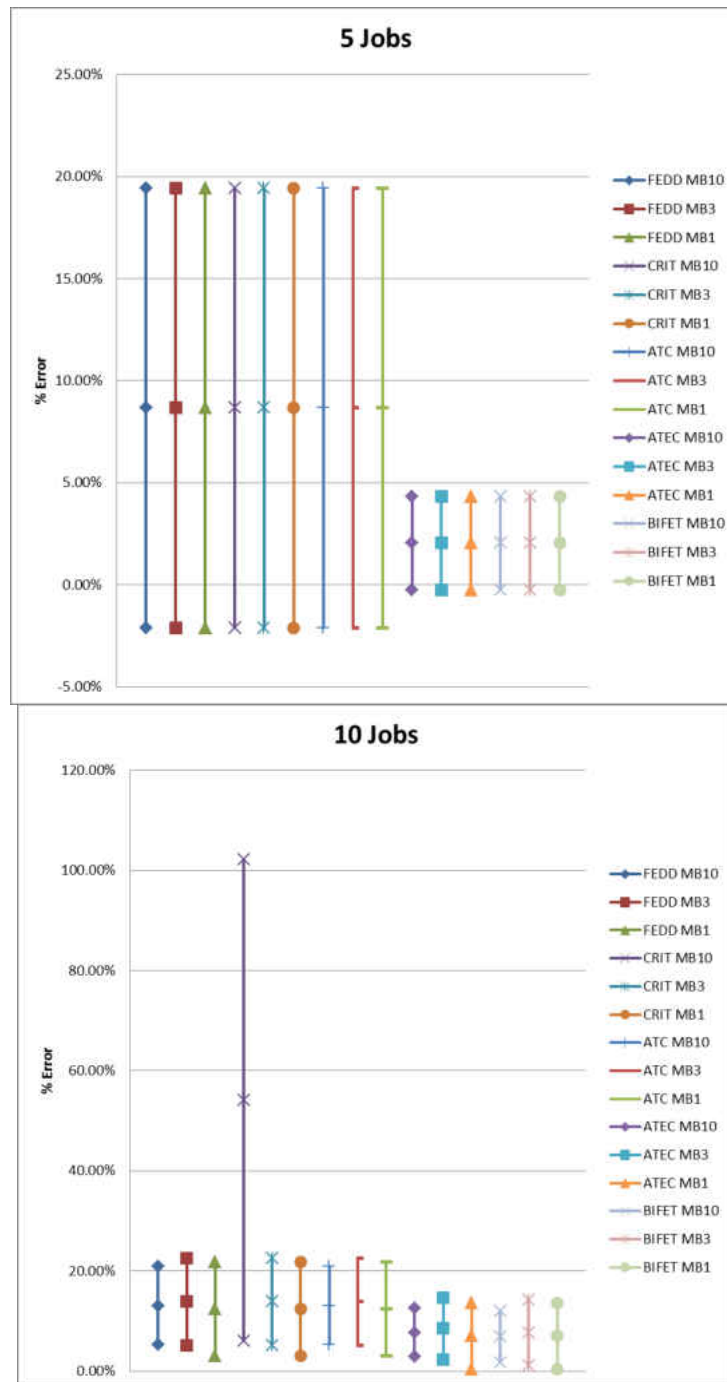 5 Jobs
25.00%
20.00%
15.00%
10.00%
5.00%
0.00%
-5.00%
% Error
FEDD MB10
FEDD MB3
FEDD MB1
CRIT MB10
CRIT MB3
CRIT MB1
ATC MB10
ATC MB3
ATC MB1
ATEC MB10
ATEC MB3
ATEC MB1
BIFET MB10
BIFET MB3
BIFET MB1
10 Jobs
120.00%
100.00%
80.00%
60.00%
40.00%
20.00%
0.00%
% Error
FEDD MB10
FEDD MB3
FEDD MB1
CRIT MB10
CRIT MB3
CRIT MB1
ATC MB10
ATC MB3
ATC MB1
ATEC MB10
ATEC MB3
ATEC MB1
BIFET MB10
BIFET MB3
BIFET MB1